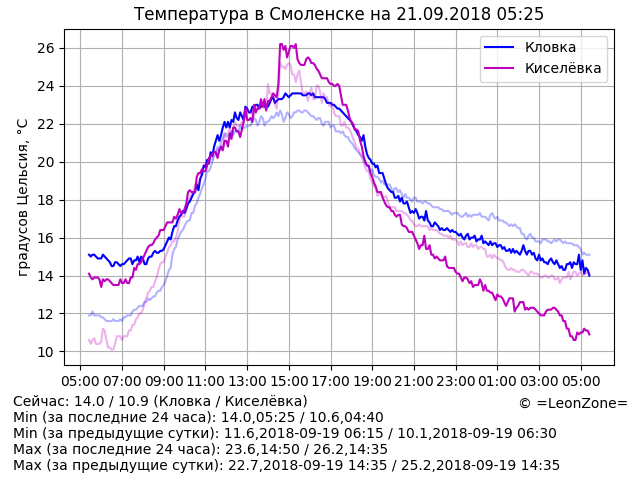 Температура в Смоленске на 21.09.2018 05:25
градусов Цельсия, °C
26
24
22
20
18
16
14
12
10
Кловка
Киселёвка
05:00 07:00 09:00 11:00 13:00 15:00 17:00 19:00 21:00 23:00 01:00 03:00 05:00
Сейчас: 14.0 / 10.9 (Кловка / Киселёвка)
© =LeonZone=
Min (за последние 24 часа): 14.0,05:25 / 10.6,04:40
Min (за предыдущие сутки): 11.6,2018-09-19 06:15 / 10.1,2018-09-19 06:30
Max (за последние 24 часа): 23.6,14:50 / 26.2,14:35
Max (за предыдущие сутки): 22.7,2018-09-19 14:35 / 25.2,2018-09-19 14:35